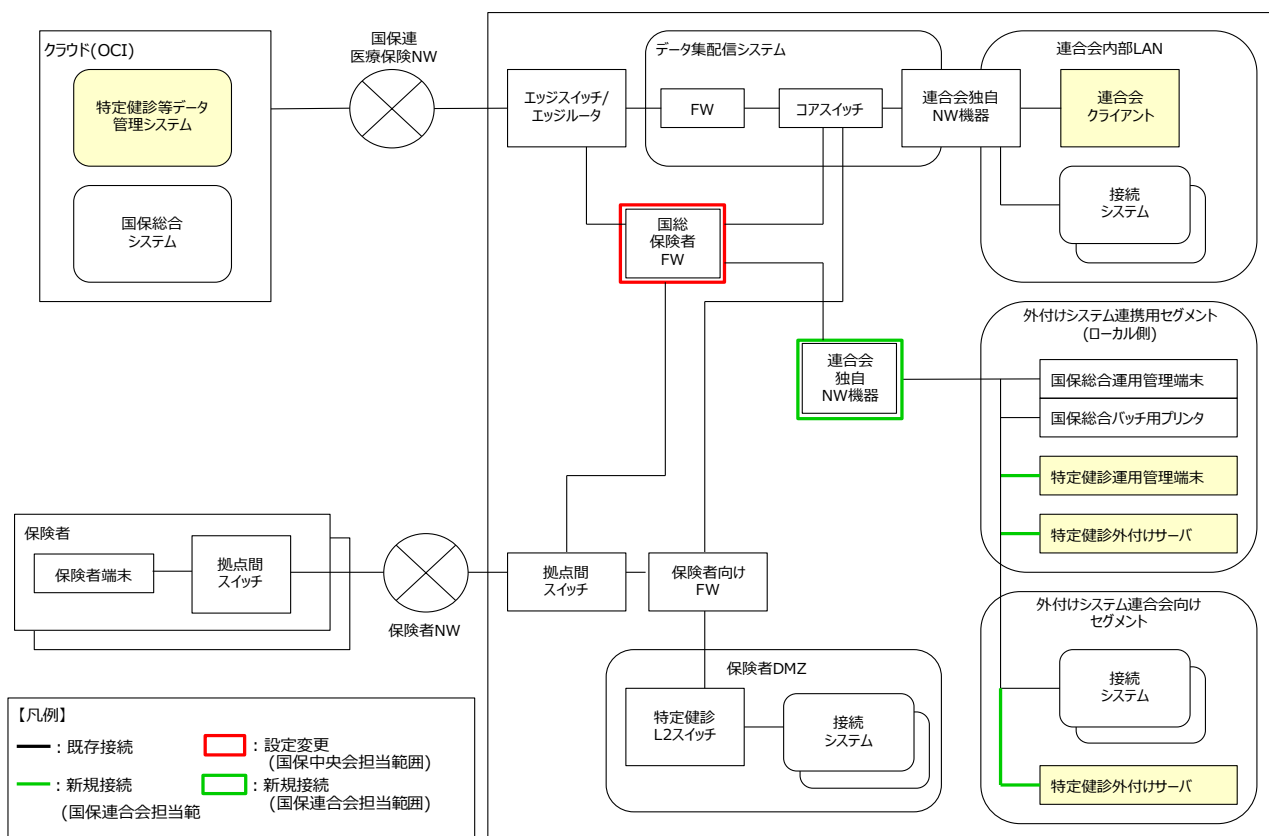 クラウド(OCI)
特定健診等データ
管理システム
国保総合
システム
国保連
医療保険NW
エッジスイッチ/
エッジルータ
データ集配信システム
FW
コアスイッチ
連合会独自
NW機器
連合会内部LAN
連合会
クライアント
接続
システム
国総
保険者
FW
連合会
独自
NW機器
外付けシステム連携用セグメント
(ローカル側)
国保総合運用管理端末
国保総合バッチ用プリンタ
特定健診運用管理端末
特定健診外付けサーバ
保険者
保険者端末
拠点間
スイッチ
保険者NW
拠点間
スイッチ
保険者向け
FW
保険者DMZ
特定健診
L2スイッチ
接続
システム
外付けシステム連合会向け
セグメント
接続
システム
特定健診外付けサーバ
【凡例】
:既存接続
:設定変更
(国保中央会担当範囲)
:新規接続
(国保連合会担当範
:新規接続
(国保連合会担当範囲)